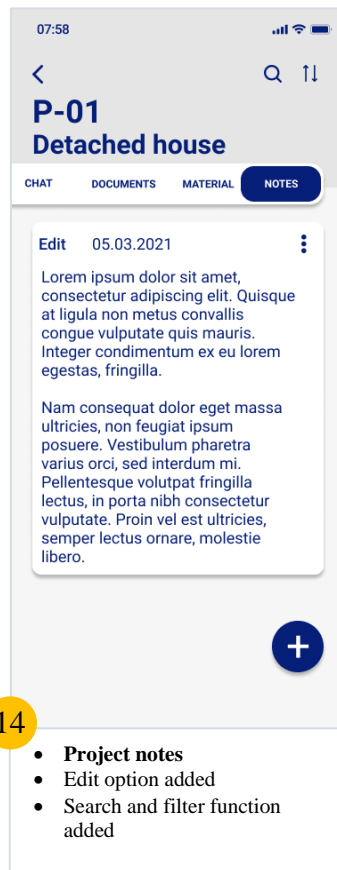 07:58
P-01
Detached house
CHAT DOCUMENTS MATERIAL NOTES
Edit 05.03.2021
Lorem ipsum dolor sit amet,
consectetur adipiscing elit. Quisque
at ligula non metus convallis
congue vulputate quis mauris.
Integer condimentum ex eu lorem
egestas, fringilla.
Nam consequat dolor eget massa
ultricies, non feugiat ipsum
posuere. Vestibulum pharetra
varius orci, sed interdum mi.
Pellentesque volutpat fringilla
lectus, in porta nibh consectetur
vulputate. Proin vel est ultricies,
semper lectus ornare, molestie
libero.
14
• Project notes
• Edit option added
• Search and filter function
added